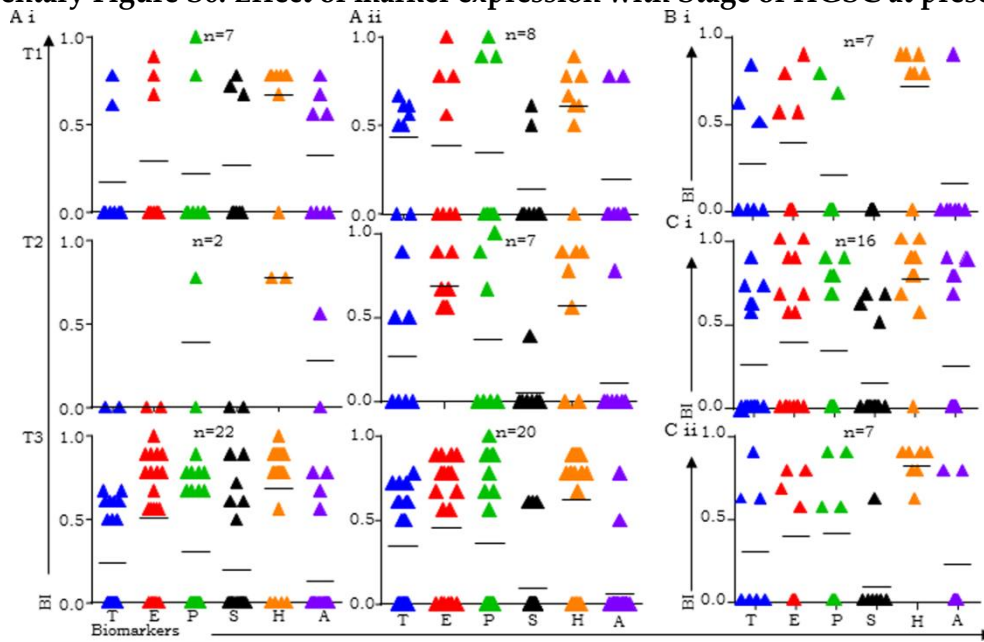 entary Figure S6. Effect of marker expression with Stage of HGSC at prese
A i
A ii
B i
T1
1.0
n=7
1.0
n=8
1.0
n=7
0.5
0.5
0.5
BI
0.0
0.0
0.0
C i
T2
1.0
n=2
1.0
n=7
1.0
n=16
0.5
0.5
0.5
BI
0.0
0.0
0.0
C ii
T3
1.0
n=22
1.0
n=20
1.0
n=7
0.5
0.5
0.5
BI
0.0
0.0
BI
0.0
T E P S H A
T E P S H A
T E P S H A
Biomarkers